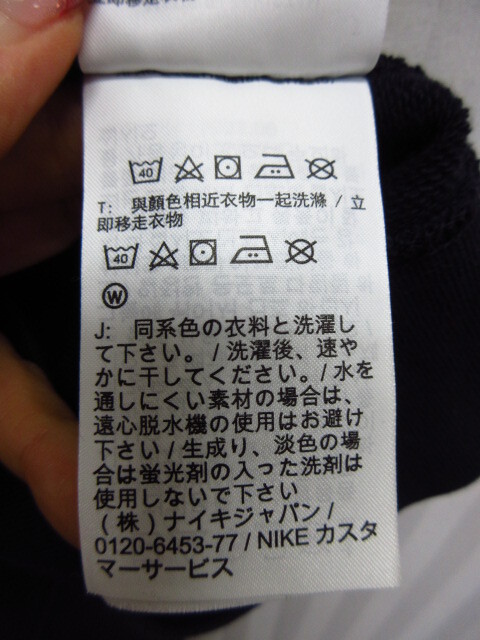 即移走衣物
40
T: 與顏色相近衣物一起洗滌 / 立
即移走衣物
40
W
J: 同系色の衣料と洗濯し
て下さい。/ 洗濯後、速や
かに干してください。/ 水を
通しにくい素材の場合は、
遠心脱水機の使用はお避け
下さい / 生成り、淡色の場
合は蛍光剤の入った洗剤は
使用しないで下さい
(株) ナイキジャパン /
0120-6453-77 / NIKE カスタ
マーサービス